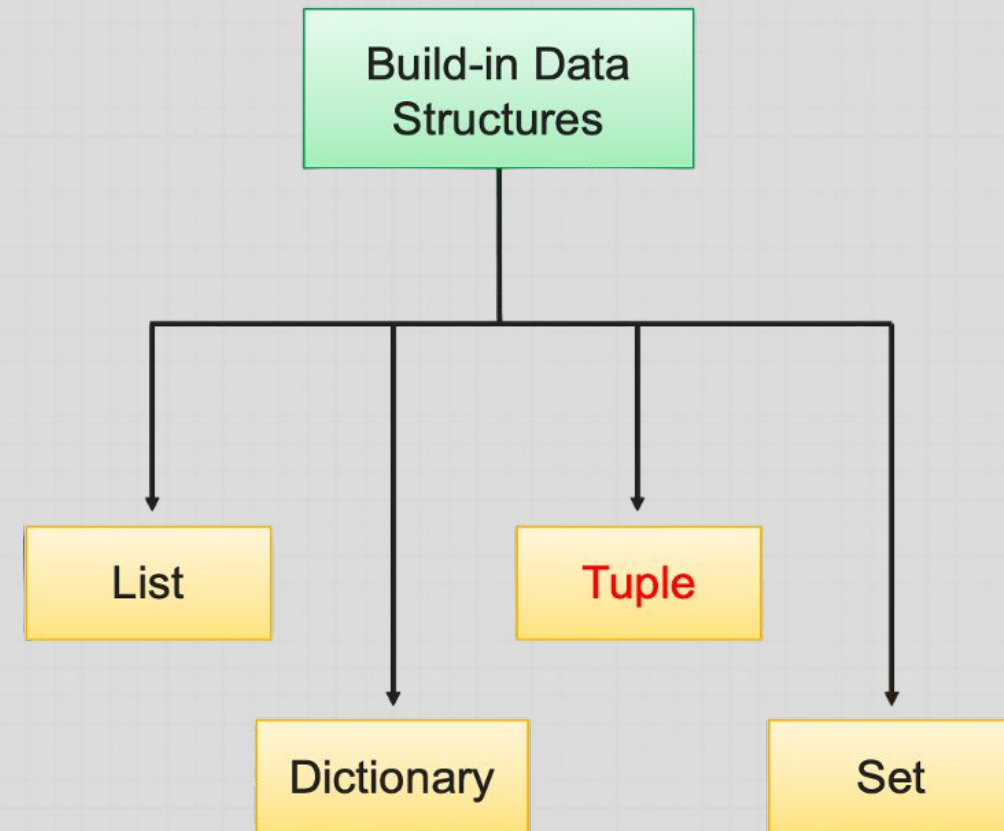 Build-in Data
Structures
List
Tuple
Dictionary
Set